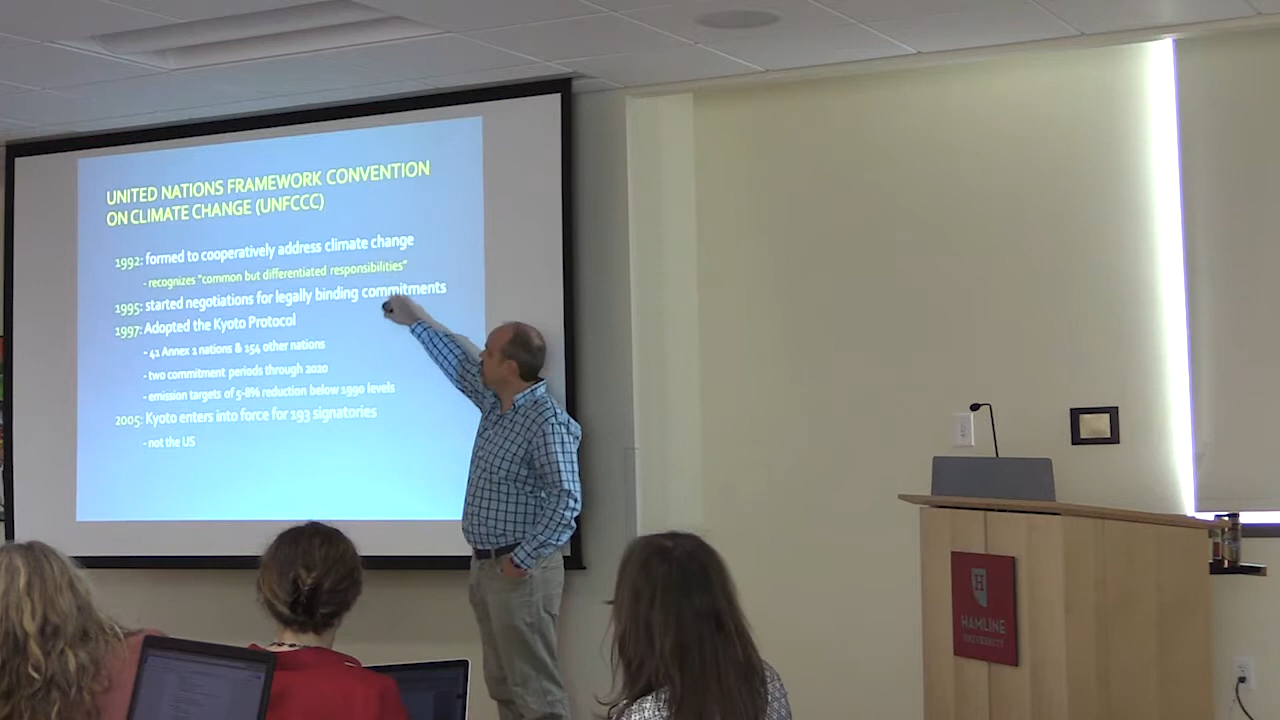 UNITED NATIONS FRAMEWORK CONVENTION
ON CLIMATE CHANGE (UNFCCC)
1992: formed to cooperatively address climate change
- recognizes "common but differentiated responsibilities"
1995: started negotiations for legally binding commitments
1997: Adopted the Kyoto Protocol
- 41 Annex 1 nations & 154 other nations
- two commitment periods through 2020
- emission targets of 5-8% reduction below 1990 levels
2005: Kyoto enters into force for 193 signatories
- not the US
H
HAMLINE
UNIVERSITY